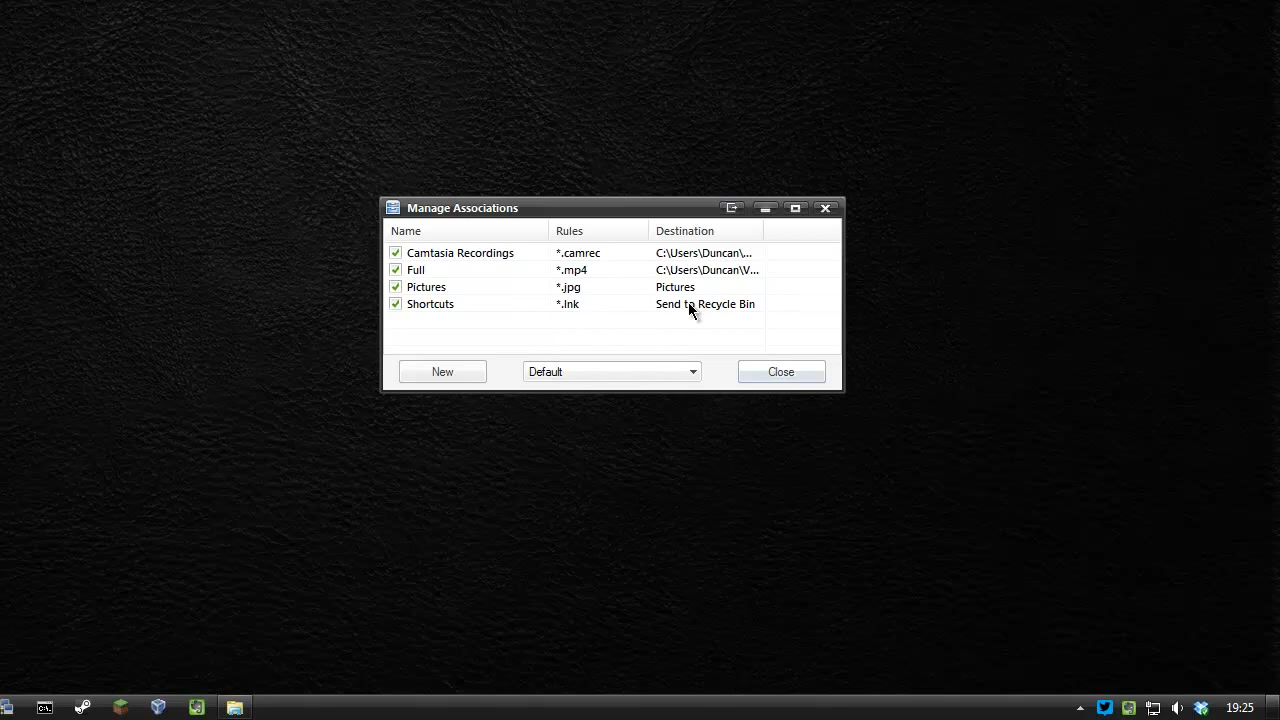 Manage Associations
Name Rules Destination
Camtasia Recordings *.camrec C:\Users\Duncan\...
Full *.mp4 C:\Users\Duncan\V...
Pictures *.jpg Pictures
Shortcuts *.lnk Send to Recycle Bin
New Default Close
19:25